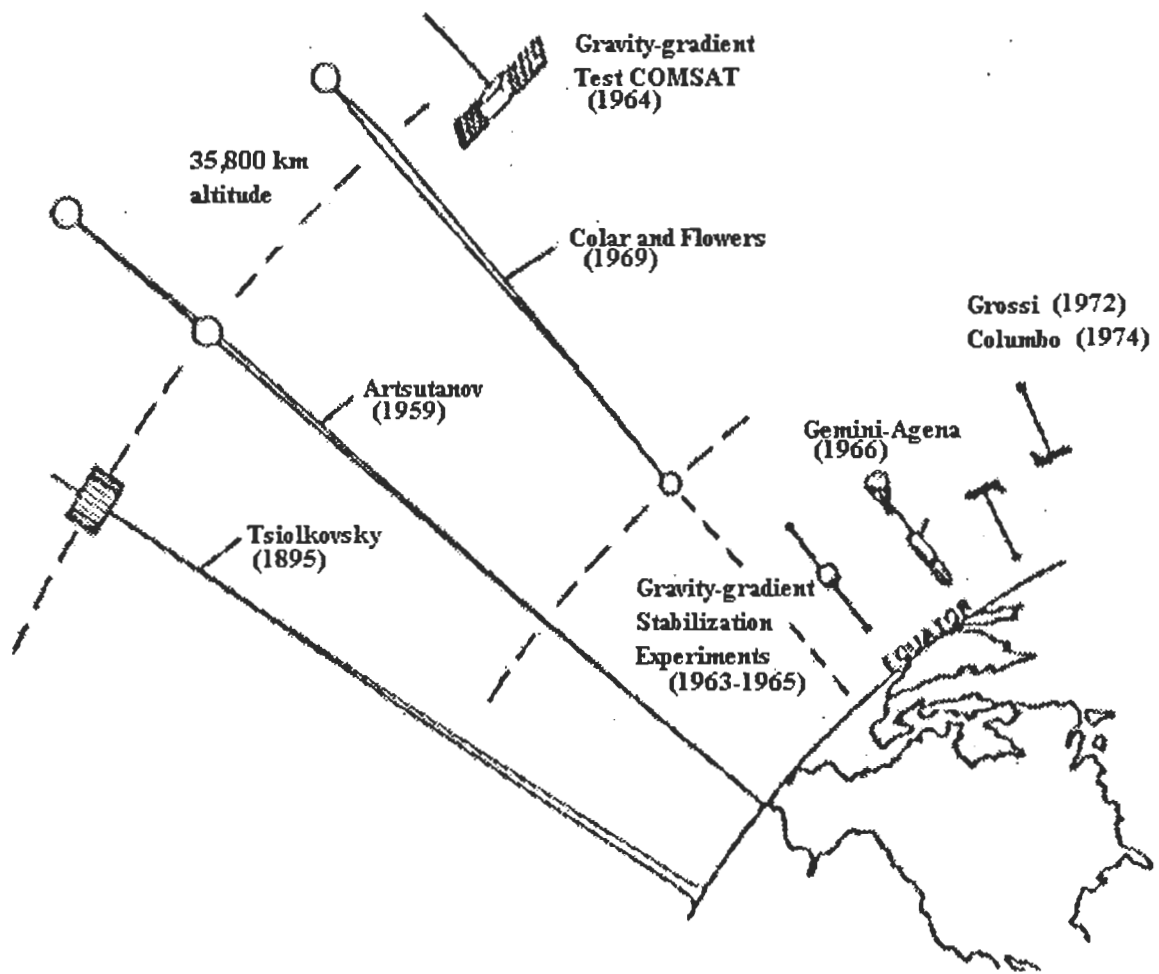 Gravity-gradient
Test COMSAT
(1964)
35,800 km
altitude
Colar and Flowers
(1969)
Grossi (1972)
Columbo (1974)
Artsutanov
(1959)
Gemini-Agena
(1966)
Tsiolkovsky
(1895)
Gravity-gradient
Stabilization
Experiments
(1963-1965)
EQUATOR